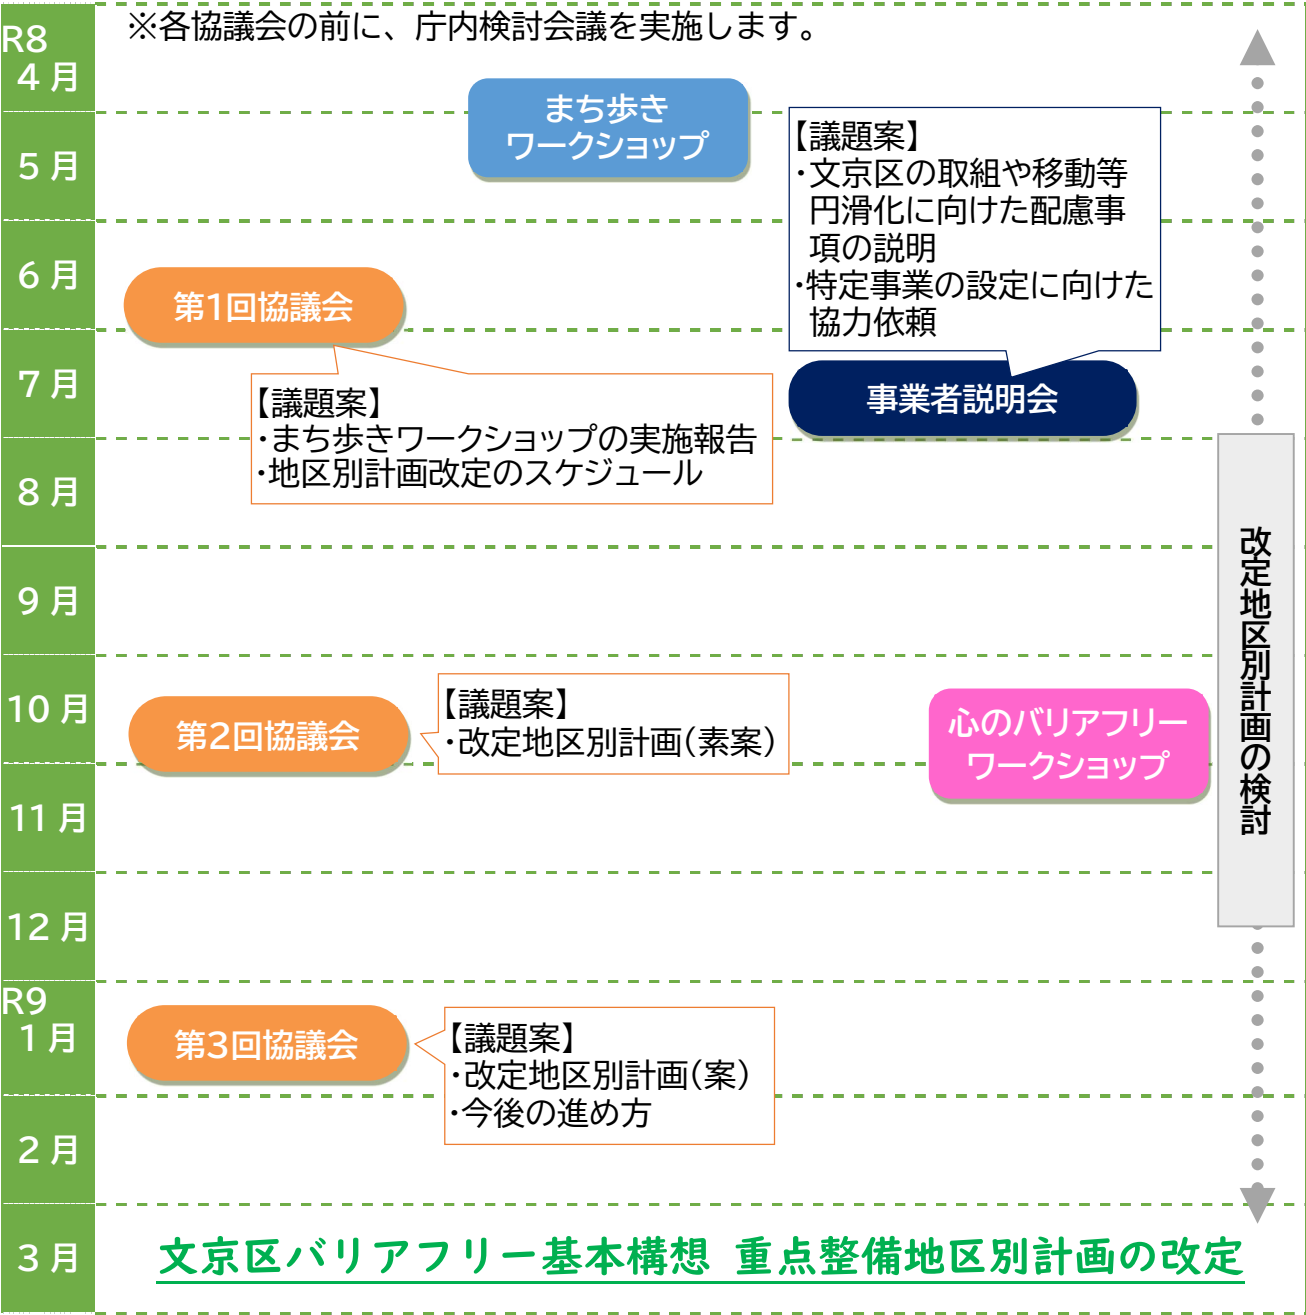 ※各協議会の前に、庁内検討会議を実施します。
R8
4月
まち歩き
ワークショップ
5月
【議題案】
・文京区の取組や移動等
円滑化に向けた配慮事
項の説明
・特定事業の設定に向けた
協力依頼
6月
第1回協議会
7月
事業者説明会
【議題案】
・まち歩きワークショップの実施報告
・地区別計画改定のスケジュール
8月
改定地区別計画の検討
9月
10月
第2回協議会
【議題案】
・改定地区別計画(素案)
心のバリアフリー
ワークショップ
11月
12月
R9
1月
第3回協議会
【議題案】
・改定地区別計画(案)
・今後の進め方
2月
3月
文京区バリアフリー基本構想 重点整備地区別計画の改定